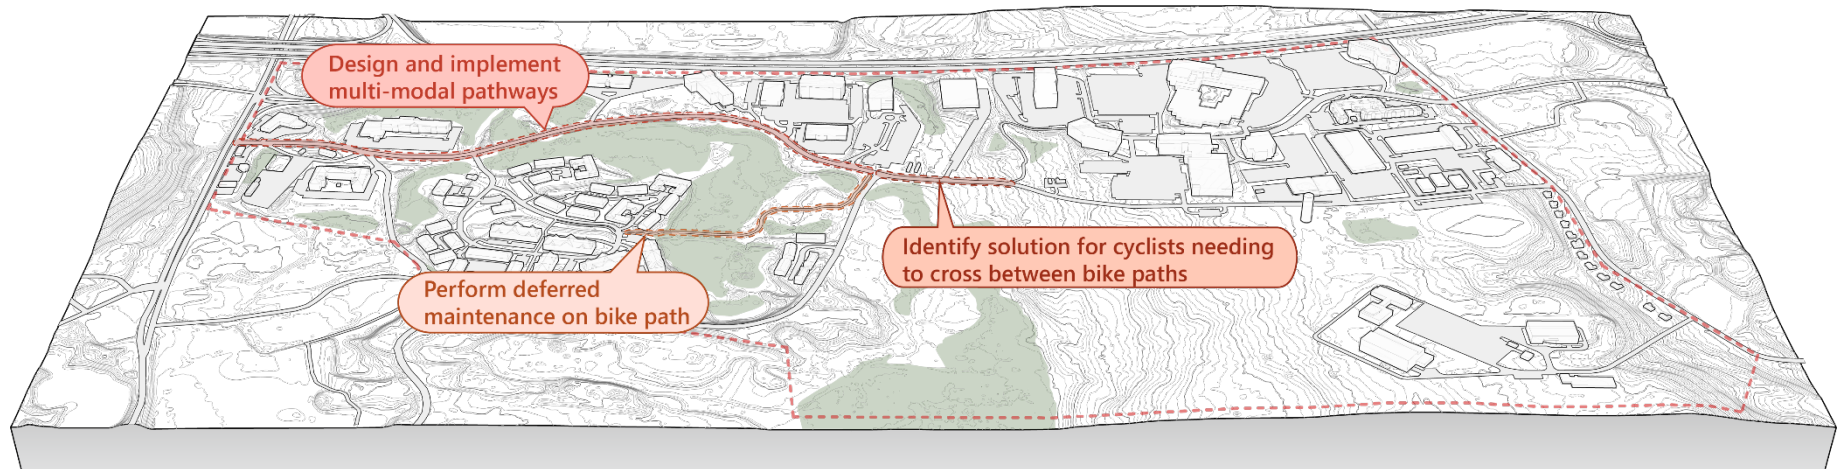 Design and implement
multi-modal pathways
Identify solution for cyclists needing
to cross between bike paths
Perform deferred
maintenance on bike path